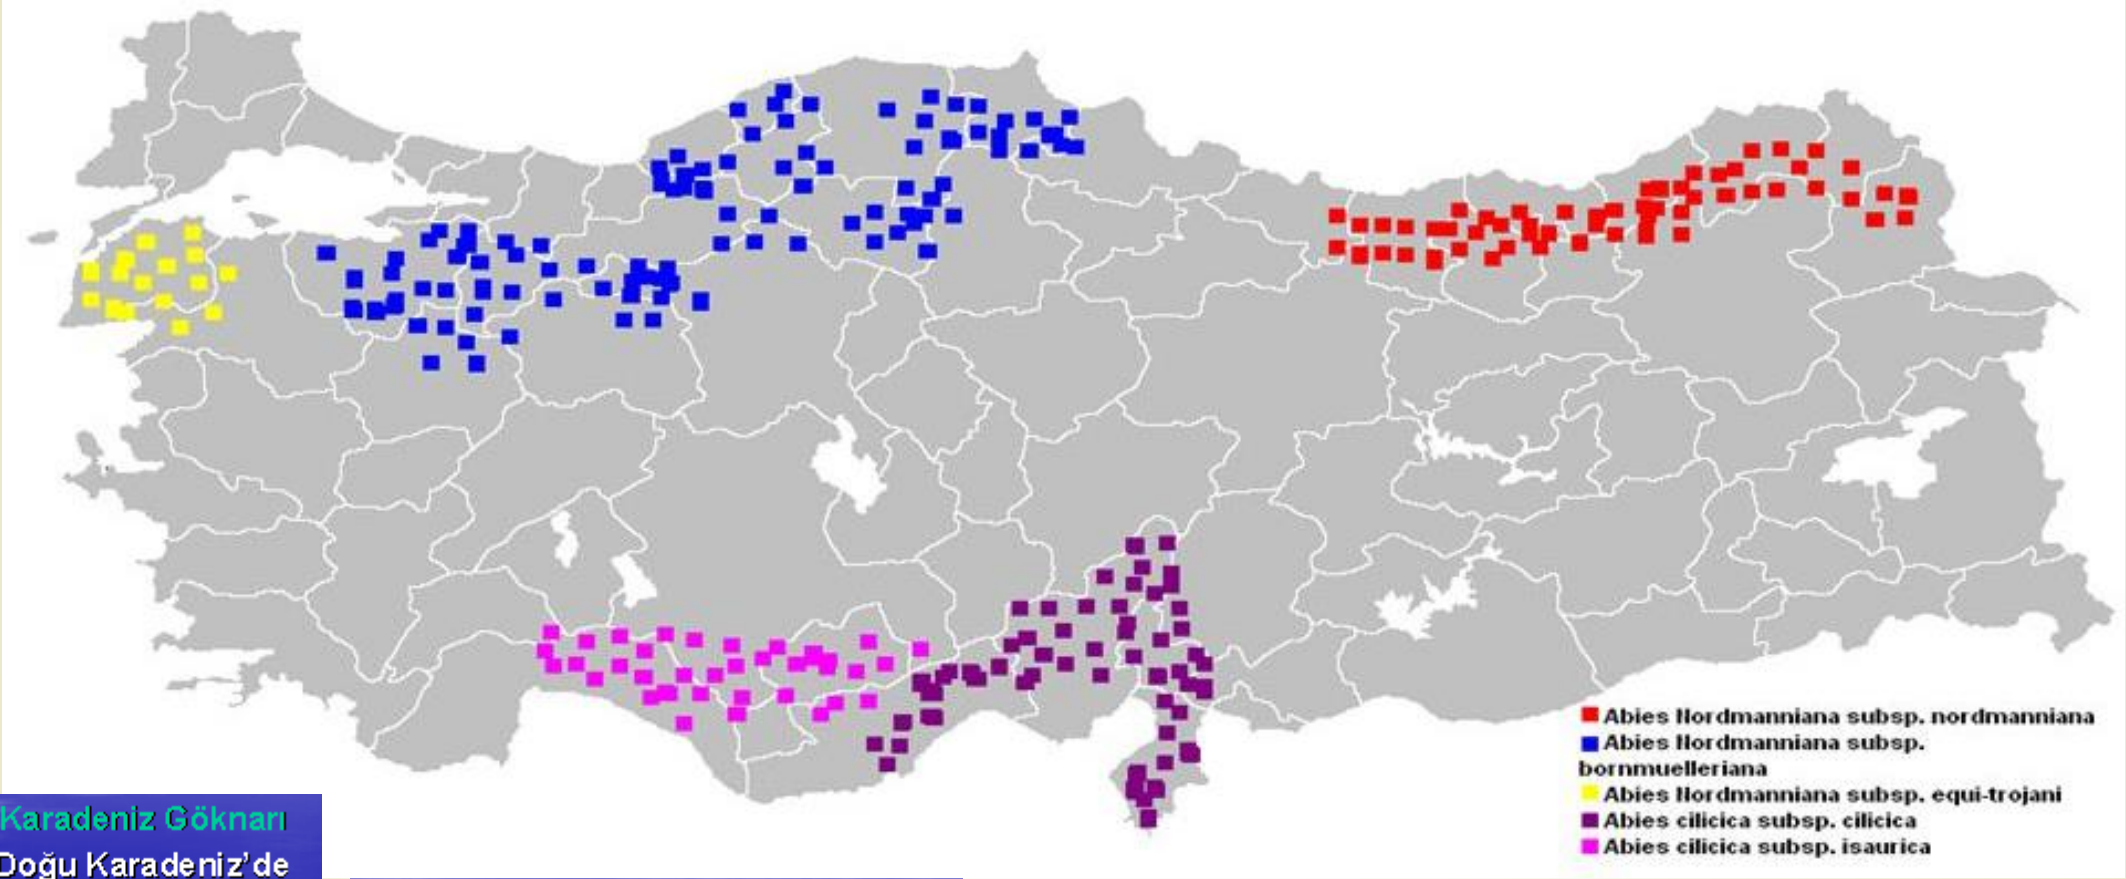 Abies Nordmanniana subsp. nordmanniana
Abies Nordmanniana subsp.
bornmuelleriana
Abies Nordmanniana subsp. equi-trojani
Abies cilicica subsp. cilicica
Abies cilicica subsp. isaurica
Karadeniz Göknarı
Doğu Karadeniz'de